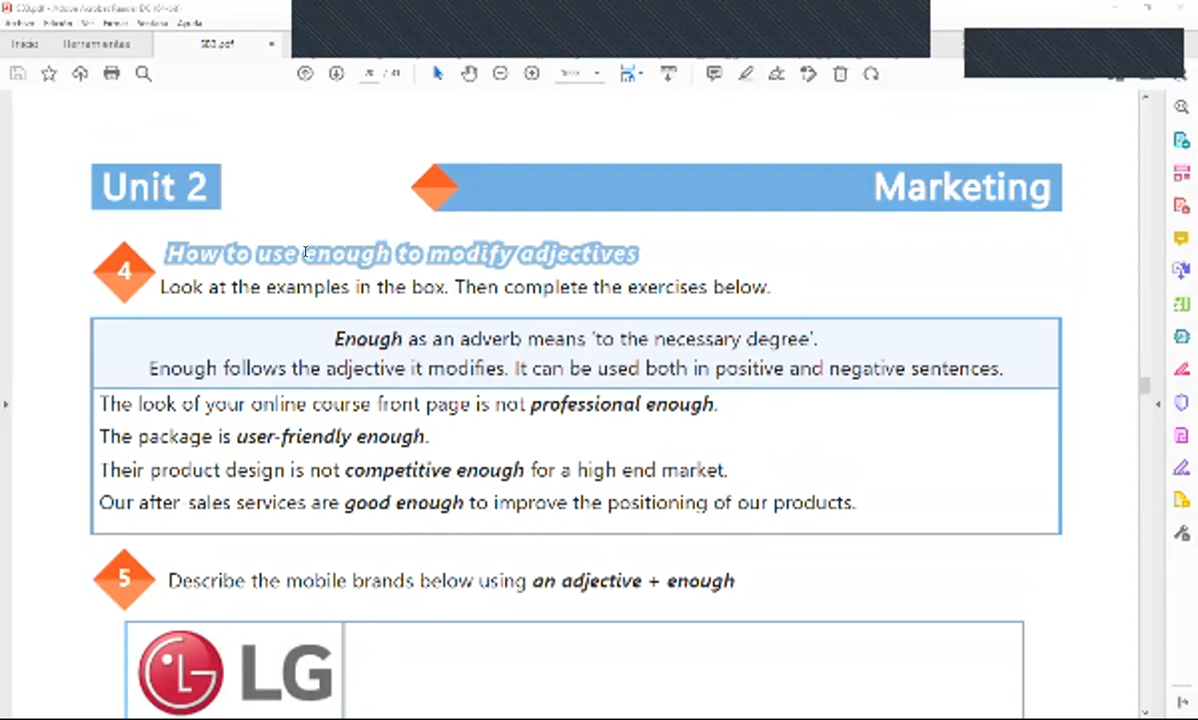 Inicio
Herramientas
Unit 2
Marketing
4
How to use enough to modify adjectives
Look at the examples in the box. Then complete the exercises below.
Enough as an adverb means 'to the necessary degree'.
Enough follows the adjective it modifies. It can be used both in positive and negative sentences.
The look of your online course front page is not professional enough.
The package is user-friendly enough.
Their product design is not competitive enough for a high end market.
Our after-sales services are good enough to improve the positioning of our products.
5
Describe the mobile brands below using an adjective + enough
LG